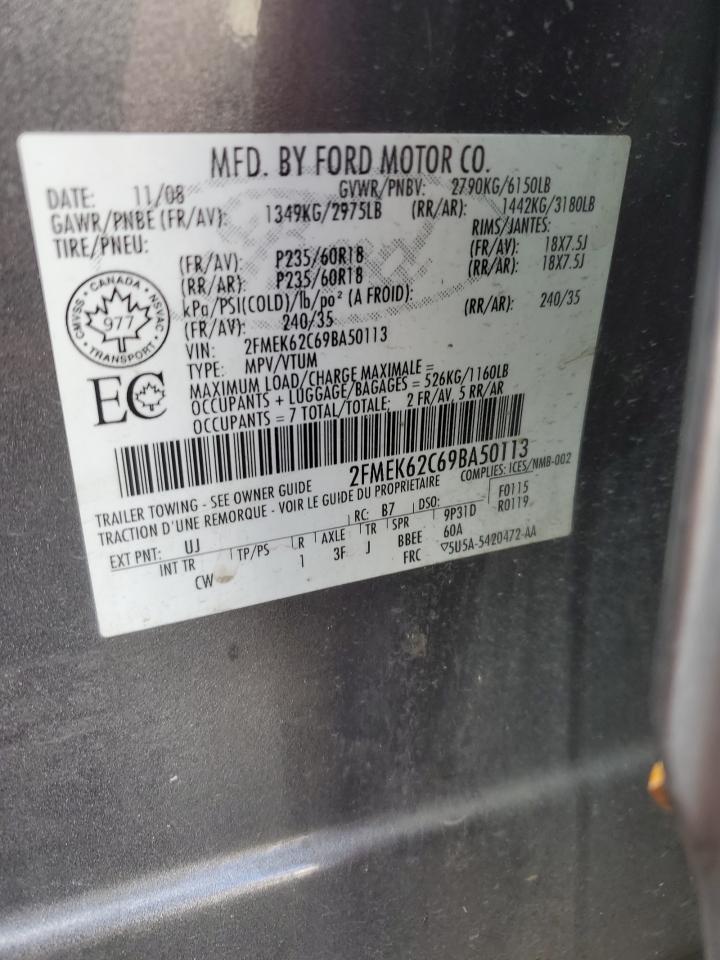 MFD. BY FORD MOTOR CO.
DATE: 11/08 GVWR/PNBV: 2790KG/6150LB
GAWR/PNBE (FR/AV): 1349KG/2975LB (RR/AR): 1442KG/3180LB
TIRE/PNEU: RIMS/JANTES:
(FR/AV): P235/60R18 (FR/AV): 18X7.5J
(RR/AR): P235/60R18 (RR/AR): 18X7.5J
kPa/PSI(COLD)/lb/po² (A FROID):
(FR/AV): 240/35 (RR/AR): 240/35
VIN: 2FMEK62C69BA50113
TYPE: MPV/VTUM
MAXIMUM LOAD/CHARGE MAXIMALE =
OCCUPANTS + LUGGAGE/BAGAGES = 526KG/1160LB
OCCUPANTS = 7 TOTAL/TOTALE: 2 FR/AV, 5 RR/AR
CANADA
CMVSS · NSVAC
977
TRANSPORT
EC
2FMEK62C69BA50113
COMPLIES: ICES/NMB-002
TRAILER TOWING - SEE OWNER GUIDE
TRACTION D'UNE REMORQUE - VOIR LE GUIDE DU PROPRIETAIRE
F0115
R0119
RC: B7 DSO: 9P31D
EXT PNT: UJ 60A
INT TR TP/PS R AXLE TR SPR BBEE
CW 1 3F J FRC ▽5U5A-5420472-AA